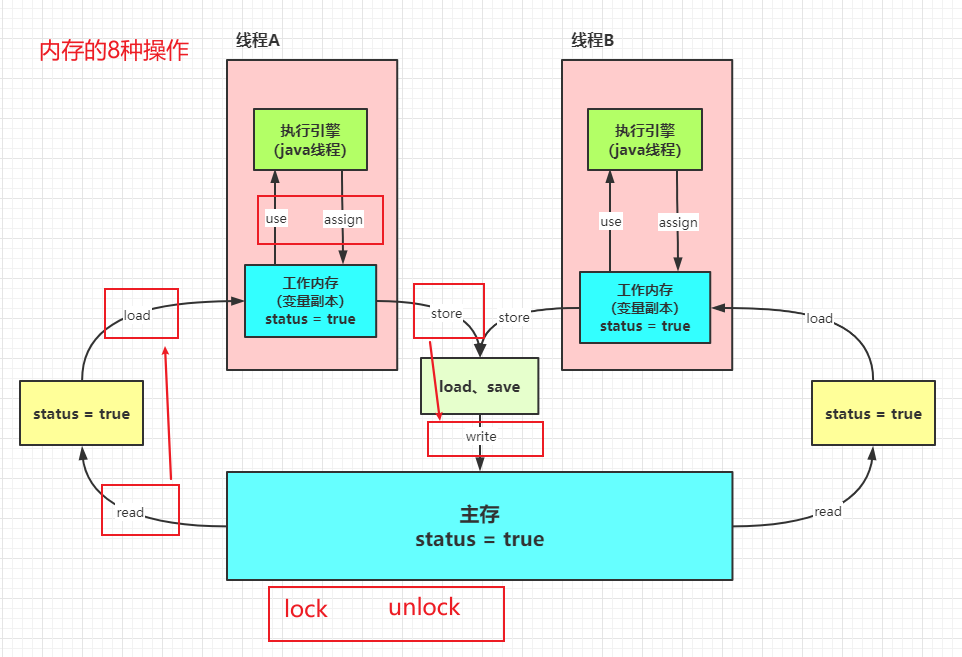 内存的8种操作
线程A
线程B
执行引擎
（java线程）
执行引擎
（java线程）
use
assign
use
assign
工作内存
（变量副本）
status = true
工作内存
（变量副本）
status = true
load
store
store
load
status = true
load、save
status = true
write
read
read
主存
status = true
lock
unlock